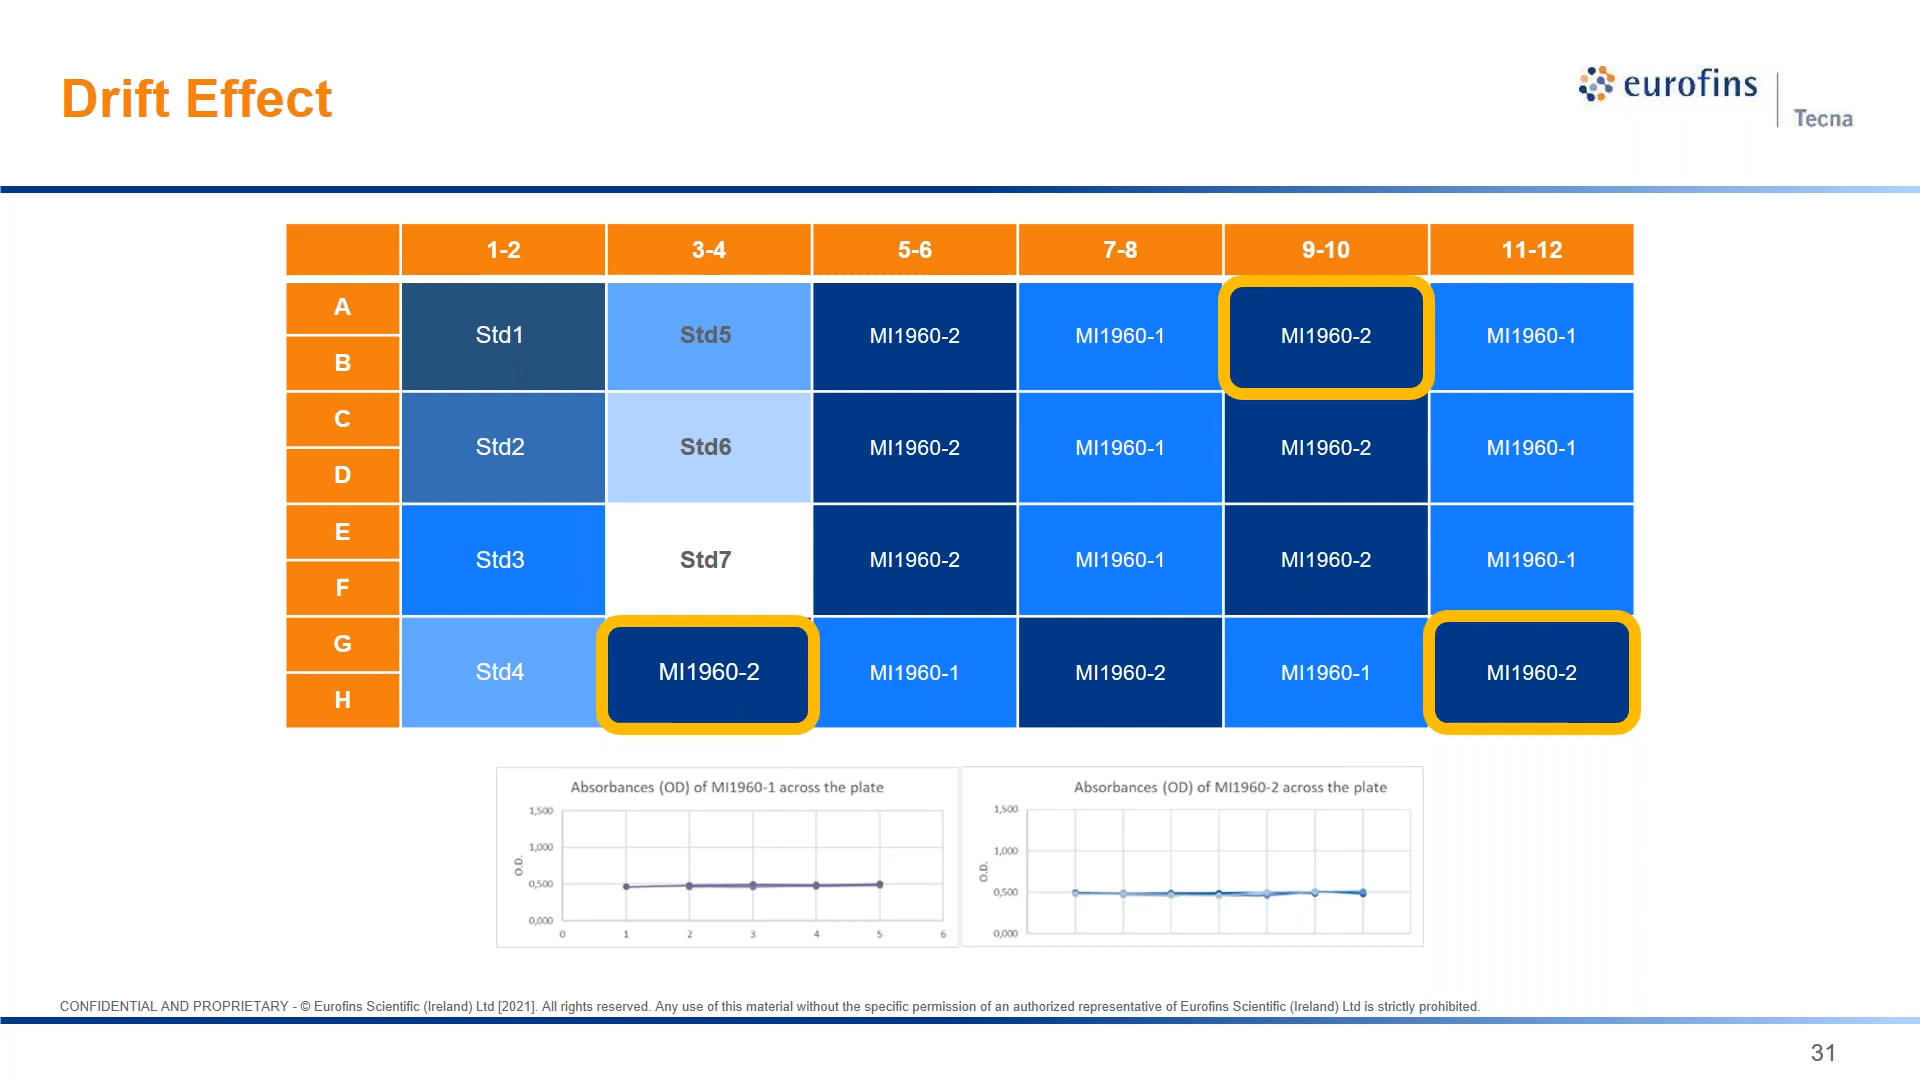 Drift Effect
eurofins
Tecna
1-2 3-4 5-6 7-8 9-10 11-12
A
Std1 Std5 MI1960-2 MI1960-1 MI1960-2 MI1960-1
B
C
Std2 Std6 MI1960-2 MI1960-1 MI1960-2 MI1960-1
D
E
Std3 Std7 MI1960-2 MI1960-1 MI1960-2 MI1960-1
F
G
Std4 MI1960-2 MI1960-1 MI1960-2 MI1960-1 MI1960-2
H
Absorbances (OD) of MI1960-1 across the plate
1,500
1,000
0,500
0,000
O.D.
0 1 2 3 4 5 6
Absorbances (OD) of MI1960-2 across the plate
1,500
1,000
0,500
0,000
O.D.
CONFIDENTIAL AND PROPRIETARY - © Eurofins Scientific (Ireland) Ltd [2021]. All rights reserved. Any use of this material without the specific permission of an authorized representative of Eurofins Scientific (Ireland) Ltd is strictly prohibited.
31